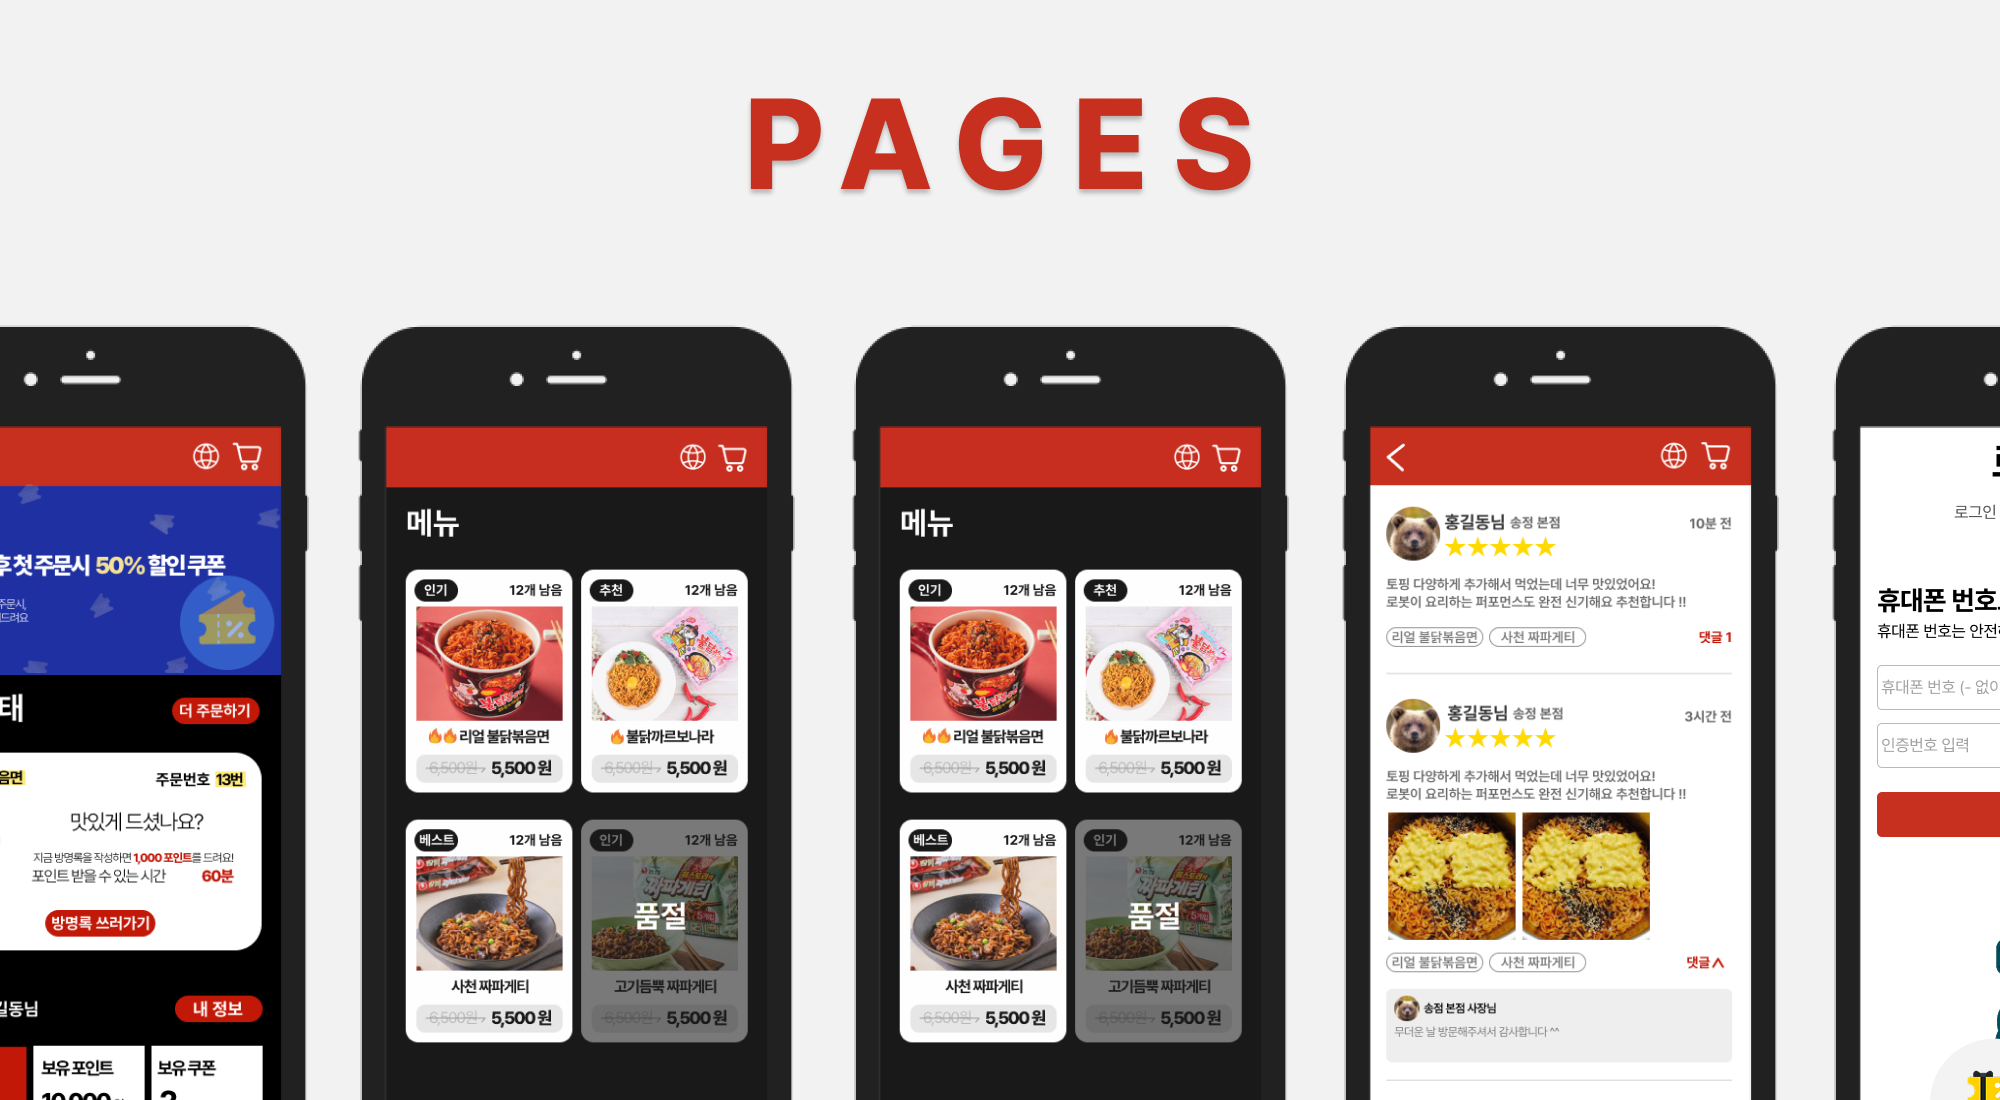 PAGES
후 첫 주문시 50% 할인 쿠폰
주문시,
드려요
태
더 주문하기
음면
주문번호 13번
맛있게 드셨나요?
지금 방명록을 작성하면 1,000 포인트를 드려요!
포인트 받을 수 있는 시간 60분
방명록 쓰러가기
길동님
내 정보
보유 포인트
보유 쿠폰
메뉴
인기
12개 남음
리얼 불닭볶음면
6,500원
5,500원
추천
12개 남음
불닭까르보나라
6,500원
5,500원
베스트
12개 남음
사천 짜파게티
6,500원
5,500원
인기
12개 남음
짜파게티
품절
고기듬뿍 짜파게티
6,500원
5,500원
메뉴
인기
12개 남음
리얼 불닭볶음면
6,500원
5,500원
추천
12개 남음
불닭까르보나라
6,500원
5,500원
베스트
12개 남음
사천 짜파게티
6,500원
5,500원
인기
12개 남음
짜파게티
품절
고기듬뿍 짜파게티
6,500원
5,500원
홍길동님 송정 본점
10분 전
토핑 다양하게 추가해서 먹었는데 너무 맛있었어요!
로봇이 요리하는 퍼포먼스도 완전 신기해요 추천합니다 !!
리얼 불닭볶음면
사천 짜파게티
댓글 1
홍길동님 송정 본점
3시간 전
토핑 다양하게 추가해서 먹었는데 너무 맛있었어요!
로봇이 요리하는 퍼포먼스도 완전 신기해요 추천합니다 !!
리얼 불닭볶음면
사천 짜파게티
댓글
송점 본점 사장님
무더운 날 방문해주셔서 감사합니다 ^^
로그인
휴대폰 번호
휴대폰 번호는 안전
휴대폰 번호 (- 없이
인증번호 입력